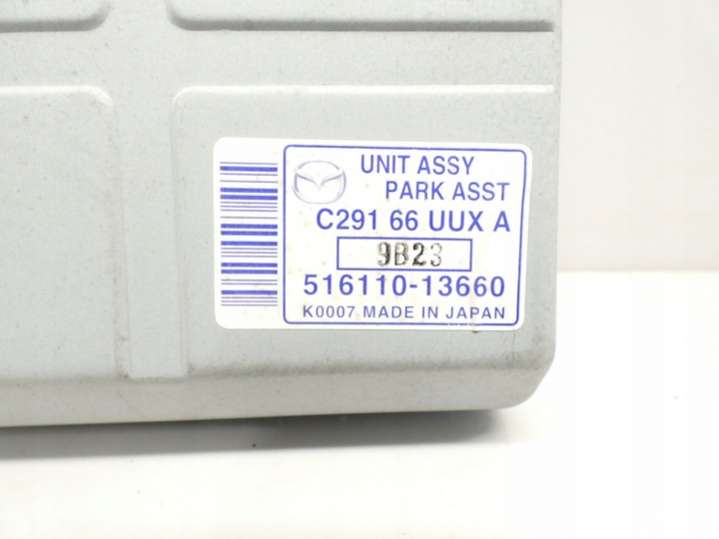 UNIT ASSY
PARK ASST
C291 66 UUX A
9B23
516110-13660
K0007 MADE IN JAPAN